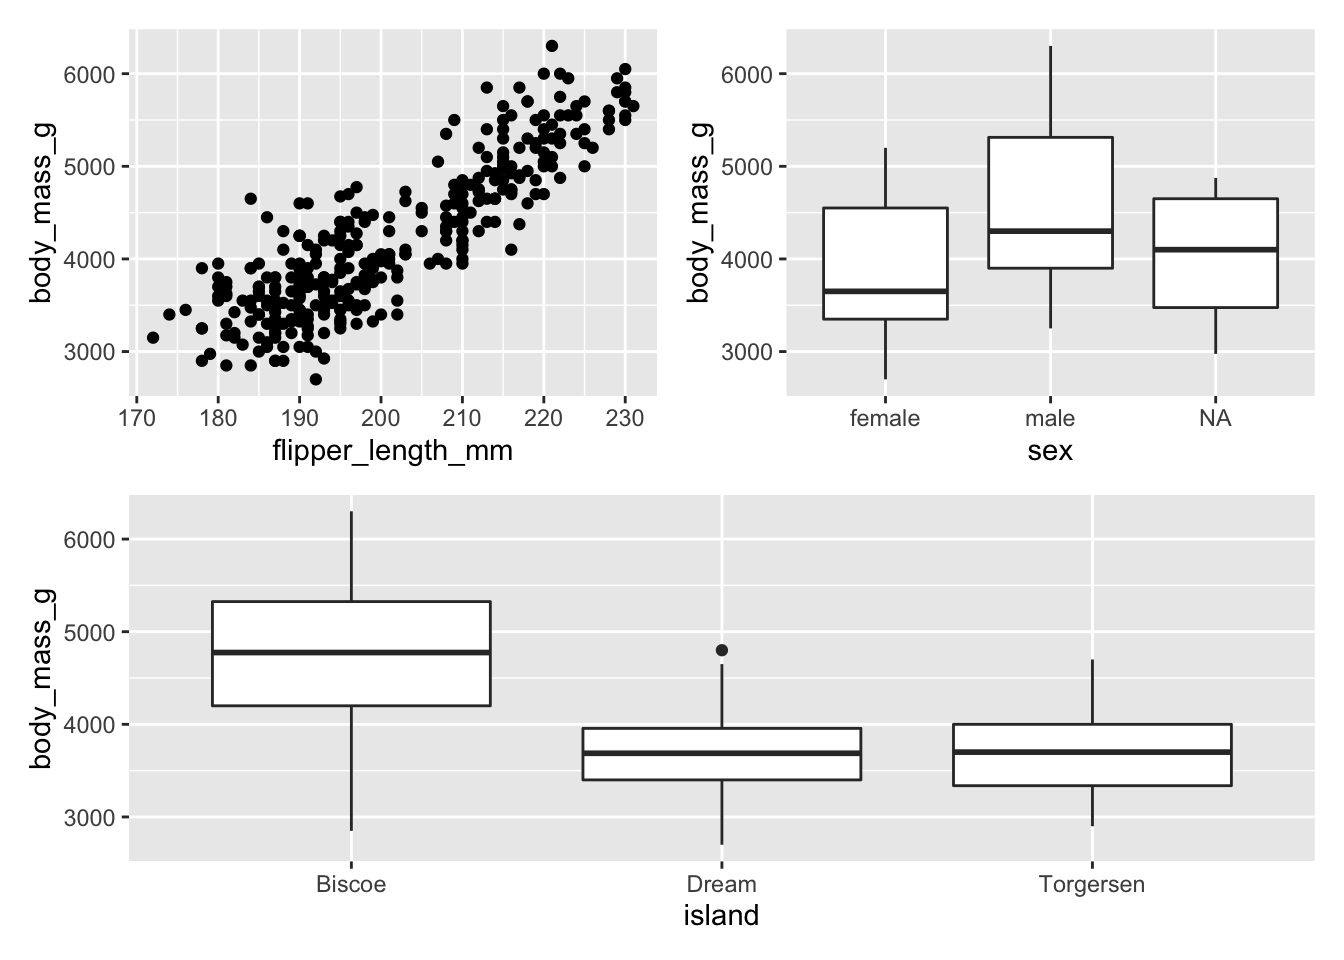 body_mass_g
6000
5000
4000
3000
170 180 190 200 210 220 230
flipper_length_mm
body_mass_g
6000
5000
4000
3000
female male NA
sex
body_mass_g
6000
5000
4000
3000
Biscoe Dream Torgersen
island